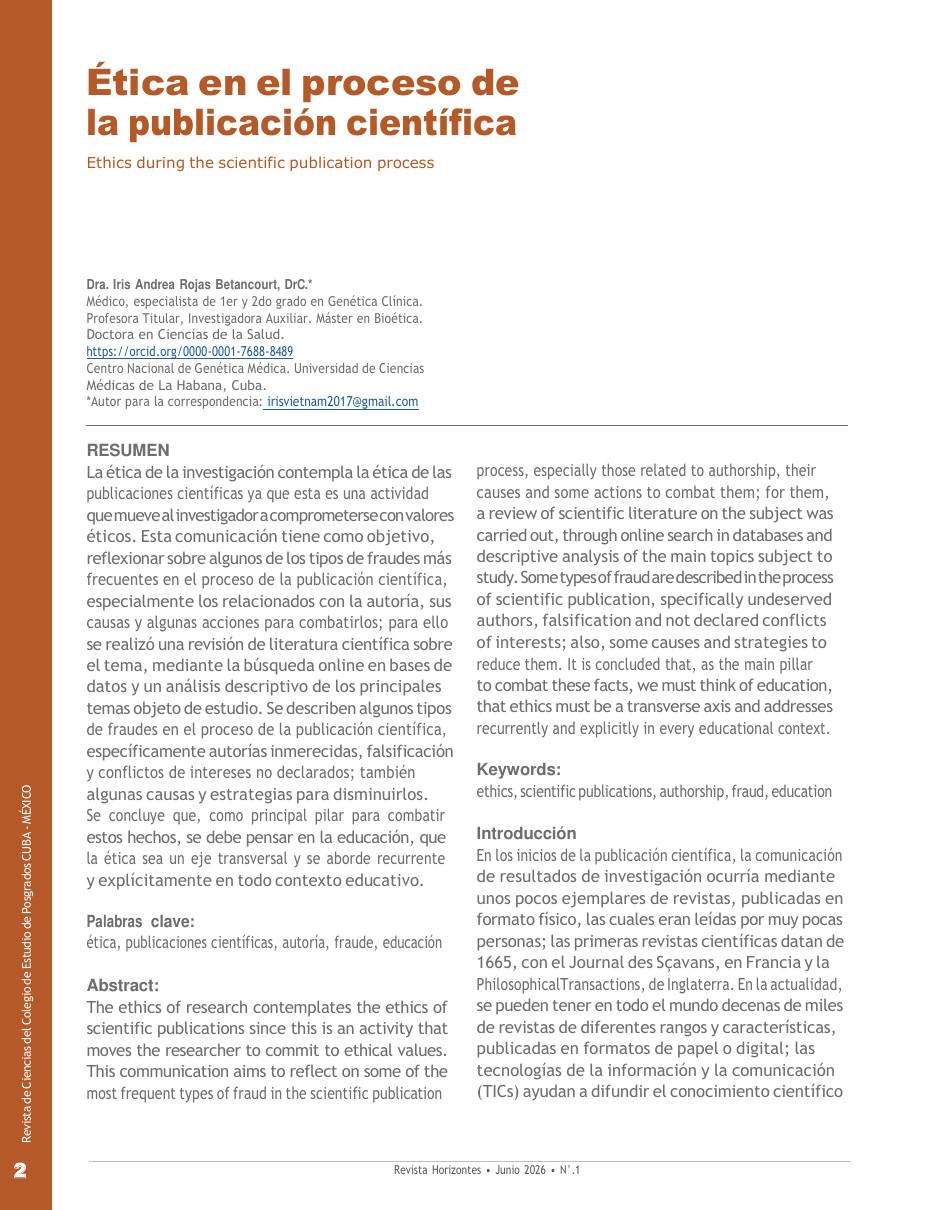 Ética en el proceso de
la publicación científica
Ethics during the scientific publication process
Dra. Iris Andrea Rojas Betancourt, DrC.*
Médico, especialista de 1er y 2do grado en Genética Clínica.
Profesora Titular, Investigadora Auxiliar. Máster en Bioética.
Doctora en Ciencias de la Salud.
https://orcid.org/0000-0001-7688-8489
Centro Nacional de Genética Médica. Universidad de Ciencias
Médicas de La Habana, Cuba.
*Autor para la correspondencia: irisvietnam2017@gmail.com
RESUMEN
La ética de la investigación contempla la ética de las
publicaciones científicas ya que esta es una actividad
que mueve al investigador a comprometerse con valores
éticos. Esta comunicación tiene como objetivo,
reflexionar sobre algunos de los tipos de fraudes más
frecuentes en el proceso de la publicación científica,
especialmente los relacionados con la autoría, sus
causas y algunas acciones para combatirlos; para ello
se realizó una revisión de literatura científica sobre
el tema, mediante la búsqueda online en bases de
datos y un análisis descriptivo de los principales
temas objeto de estudio. Se describen algunos tipos
de fraudes en el proceso de la publicación científica,
específicamente autorías inmerecidas, falsificación
y conflictos de intereses no declarados; también
algunas causas y estrategias para disminuirlos.
Se concluye que, como principal pilar para combatir
estos hechos, se debe pensar en la educación, que
la ética sea un eje transversal y se aborde recurrente
y explícitamente en todo contexto educativo.
Palabras clave:
ética, publicaciones científicas, autoría, fraude, educación
Abstract:
The ethics of research contemplates the ethics of
scientific publications since this is an activity that
moves the researcher to commit to ethical values.
This communication aims to reflect on some of the
most frequent types of fraud in the scientific publication
process, especially those related to authorship, their
causes and some actions to combat them; for them,
a review of scientific literature on the subject was
carried out, through online search in databases and
descriptive analysis of the main topics subject to
study. Some types of fraud are described in the process
of scientific publication, specifically undeserved
authors, falsification and not declared conflicts
of interests; also, some causes and strategies to
reduce them. It is concluded that, as the main pillar
to combat these facts, we must think of education,
that ethics must be a transverse axis and addresses
recurrently and explicitly in every educational context.
Keywords:
ethics, scientific publications, authorship, fraud, education
Introducción
En los inicios de la publicación científica, la comunicación
de resultados de investigación ocurría mediante
unos pocos ejemplares de revistas, publicadas en
formato físico, las cuales eran leídas por muy pocas
personas; las primeras revistas científicas datan de
1665, con el Journal des Sçavans, en Francia y la
PhilosophicalTransactions, de Inglaterra. En la actualidad,
se pueden tener en todo el mundo decenas de miles
de revistas de diferentes rangos y características,
publicadas en formatos de papel o digital; las
tecnologías de la información y la comunicación
(TICs) ayudan a difundir el conocimiento científico
Revista de Ciencias del Colegio de Estudio de Posgrados CUBA - MÉXICO
2
Revista Horizontes • Junio 2026 • N°.1